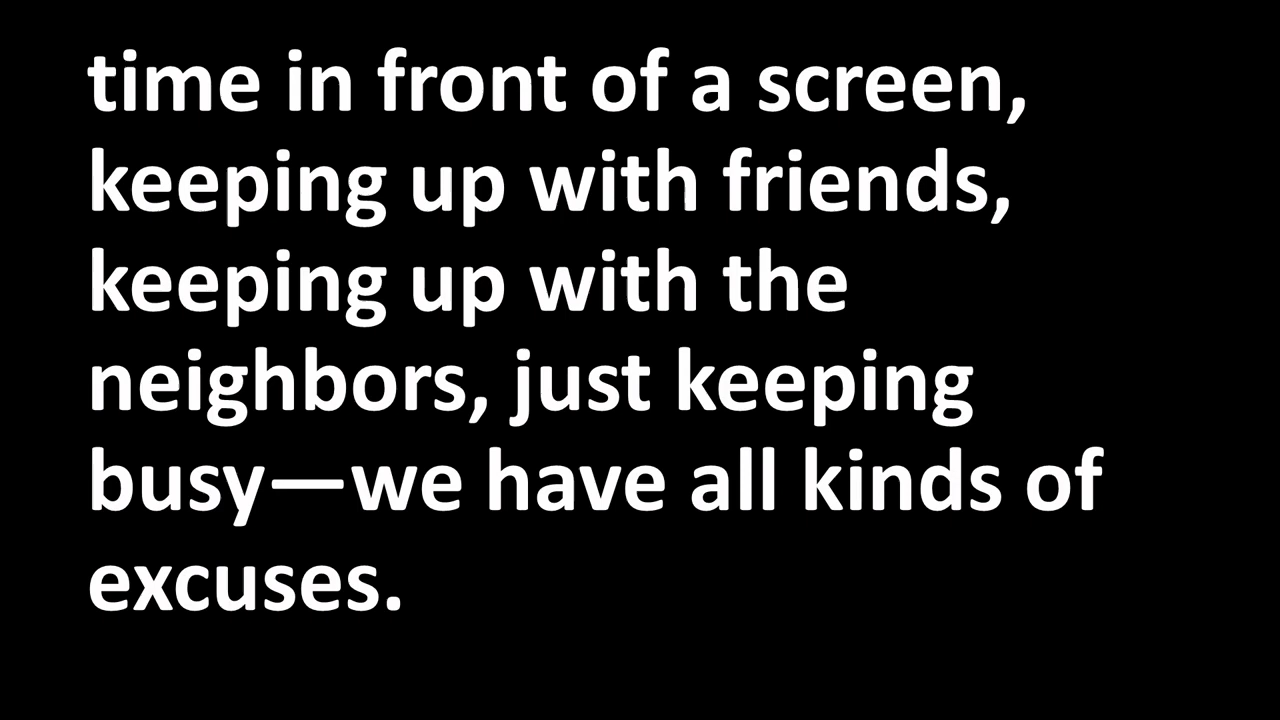 time in front of a screen,
keeping up with friends,
keeping up with the
neighbors, just keeping
busy—we have all kinds of
excuses.